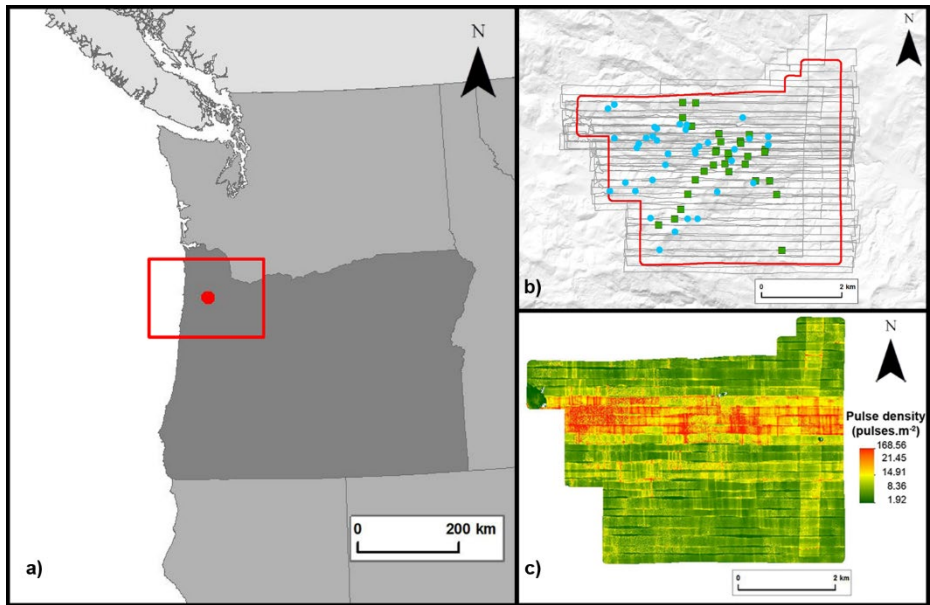 N
0 200 km
a)
N
b)
0 2 km
N
Pulse density
(pulses.m⁻²)
168.56
21.45
14.91
8.36
1.92
c)
0 2 km